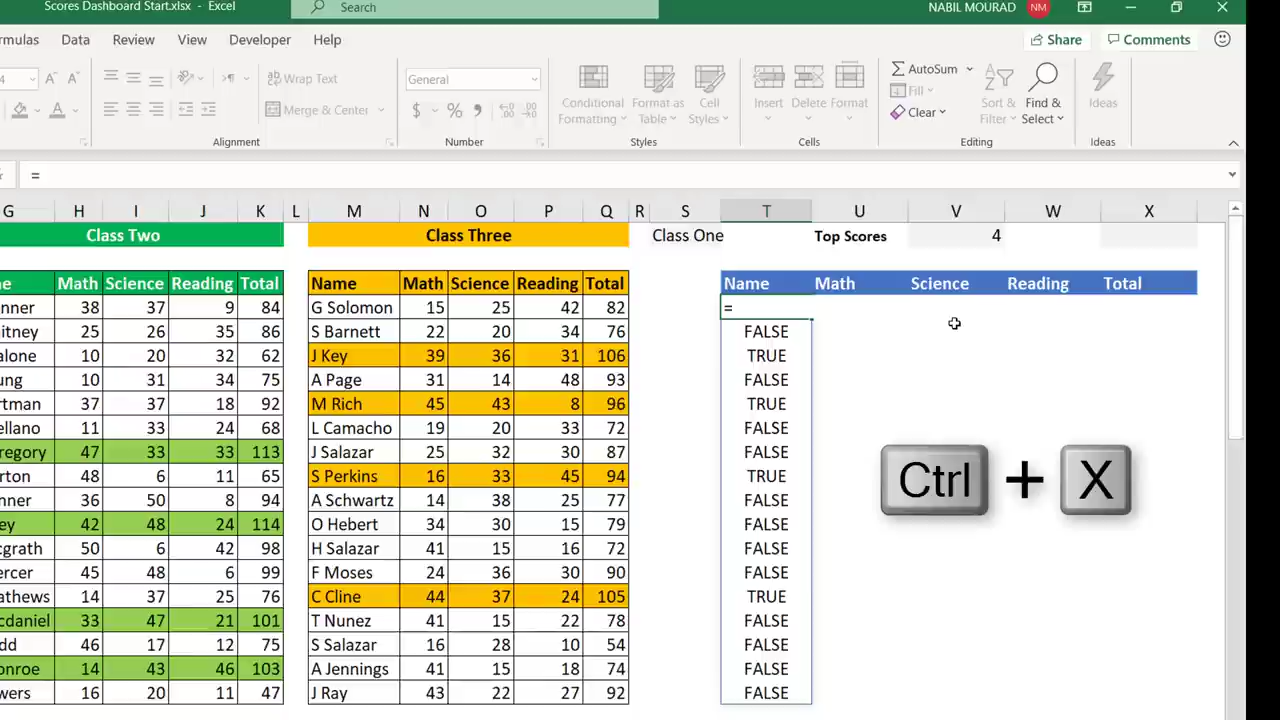 Scores Dashboard Start.xlsx - Excel
Search
NABIL MOURAD
NM
rmulas Data Review View Developer Help
Share Comments
4 A A
Wrap Text
General
Conditional Formatting
Format as Table
Cell Styles
Insert Delete Format
AutoSum
Fill
Clear
Sort & Filter
Find & Select
Ideas
Merge & Center
$ % 9
Alignment Number Styles Cells Editing Ideas
=
G H I J K L M N O P Q R S T U V W X
Class Two Class Three Class One Top Scores 4
ne Math Science Reading Total Name Math Science Reading Total Name Math Science Reading Total
nner 38 37 9 84 G Solomon 15 25 42 82 =
itney 25 26 35 86 S Barnett 22 20 34 76 FALSE
alone 10 20 32 62 J Key 39 36 31 106 TRUE
ung 10 31 34 75 A Page 31 14 48 93 FALSE
rtman 37 37 18 92 M Rich 45 43 8 96 TRUE
ellano 11 33 24 68 L Camacho 19 20 33 72 FALSE
regory 47 33 33 113 J Salazar 25 32 30 87 FALSE
rton 48 6 11 65 S Perkins 16 33 45 94 TRUE
nner 36 50 8 94 A Schwartz 14 38 25 77 FALSE
ey 42 48 24 114 O Hebert 34 30 15 79 FALSE
cgrath 50 6 42 98 H Salazar 41 15 16 72 FALSE
ercer 45 48 6 99 F Moses 24 36 30 90 FALSE
athews 14 37 25 76 C Cline 44 37 24 105 TRUE
cdaniel 33 47 21 101 T Nunez 41 15 22 78 FALSE
dd 46 17 12 75 S Salazar 16 28 10 54 FALSE
onroe 14 43 46 103 A Jennings 41 15 18 74 FALSE
wers 16 20 11 47 J Ray 43 22 27 92 FALSE
Ctrl + X